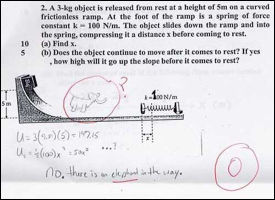 2. A 3-kg object is released from rest at a height of 5m on a curved
frictionless ramp. At the foot of the ramp is a spring of force
constant k = 100 N/m. The object slides down the ramp and into
the spring, compressing it a distance x before coming to rest.
10 (a) Find x.
5 (b) Does the object continue to move after it comes to rest? If yes
, how high will it go up the slope before it comes to rest?
?
5 m
k=100 N/m
x
U = 3(9.81)(5) = 147.15
= ½(100)x² = 50x² ...?
no. there is an elephant in the way.
0